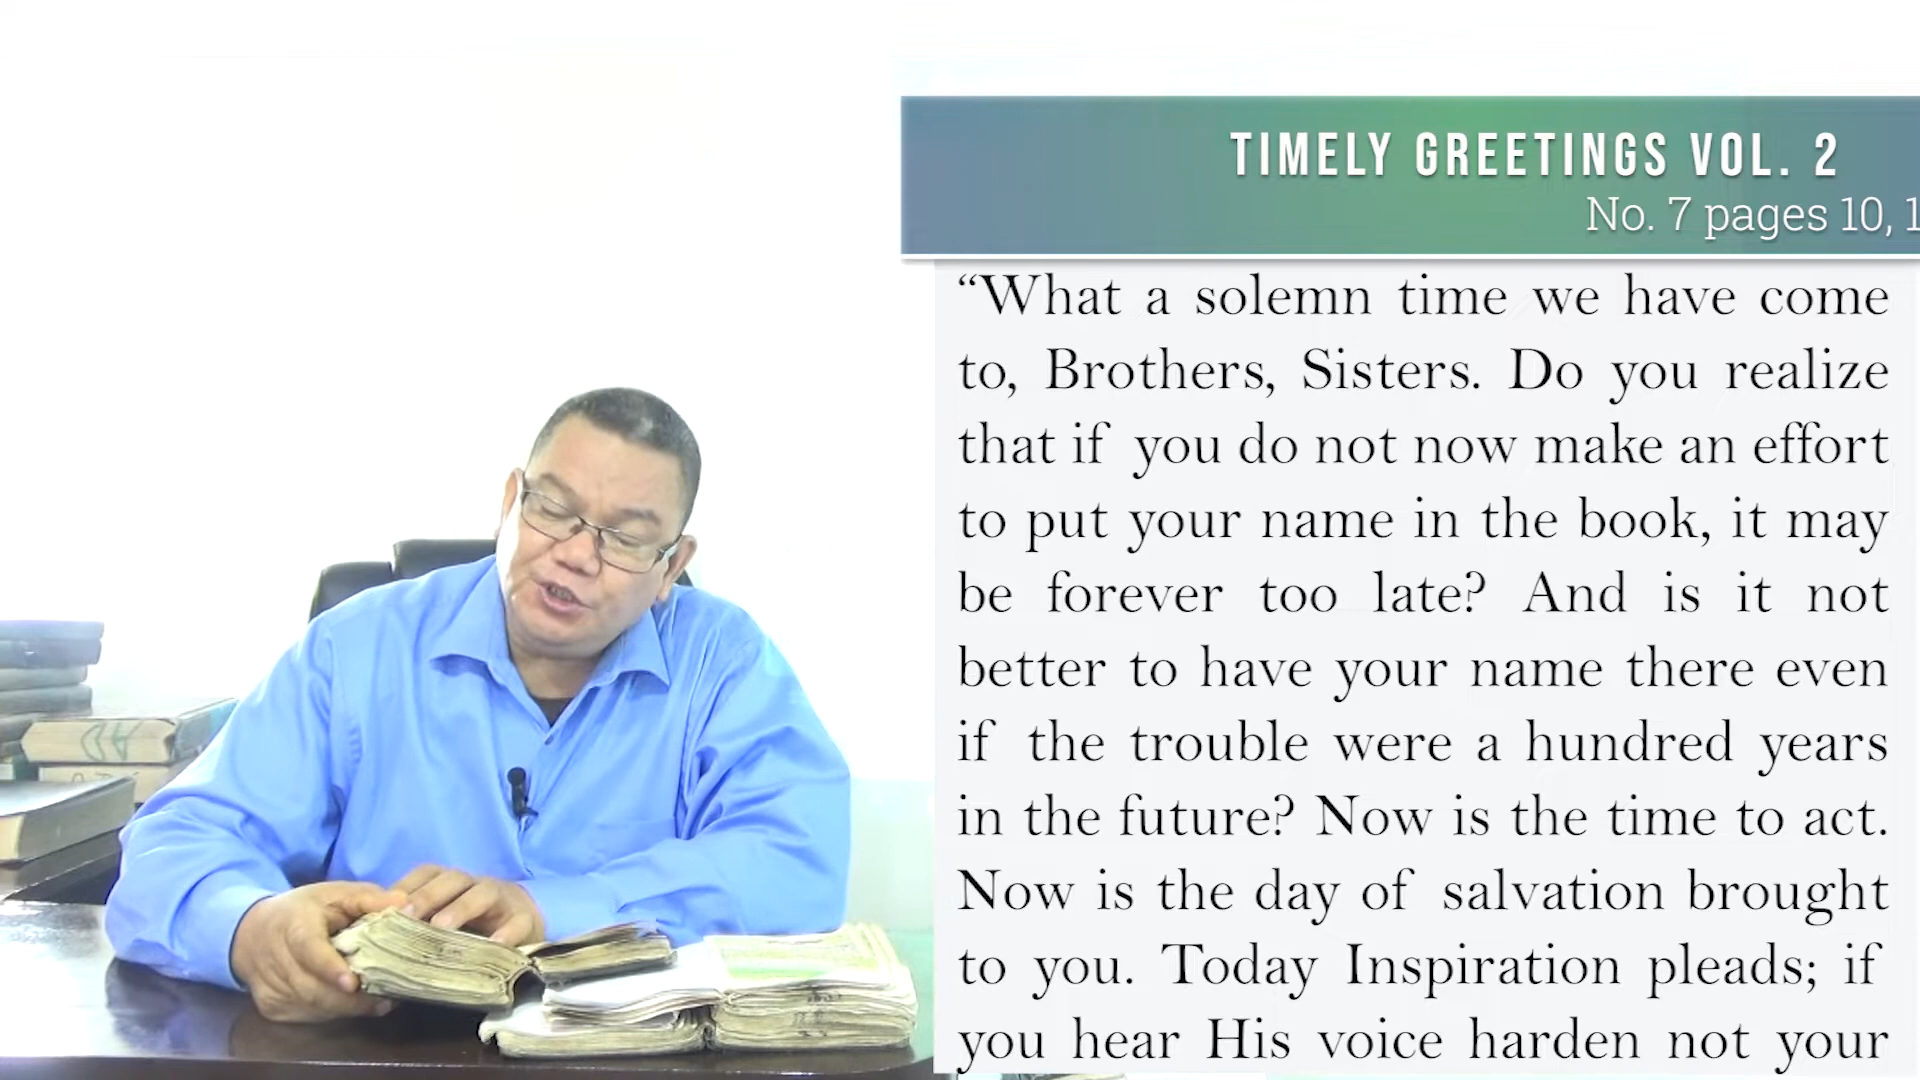 TIMELY GREETINGS VOL. 2
No. 7 pages 10, 1
“What a solemn time we have come
to, Brothers, Sisters. Do you realize
that if you do not now make an effort
to put your name in the book, it may
be forever too late? And is it not
better to have your name there even
if the trouble were a hundred years
in the future? Now is the time to act.
Now is the day of salvation brought
to you. Today Inspiration pleads; if
you hear His voice harden not your